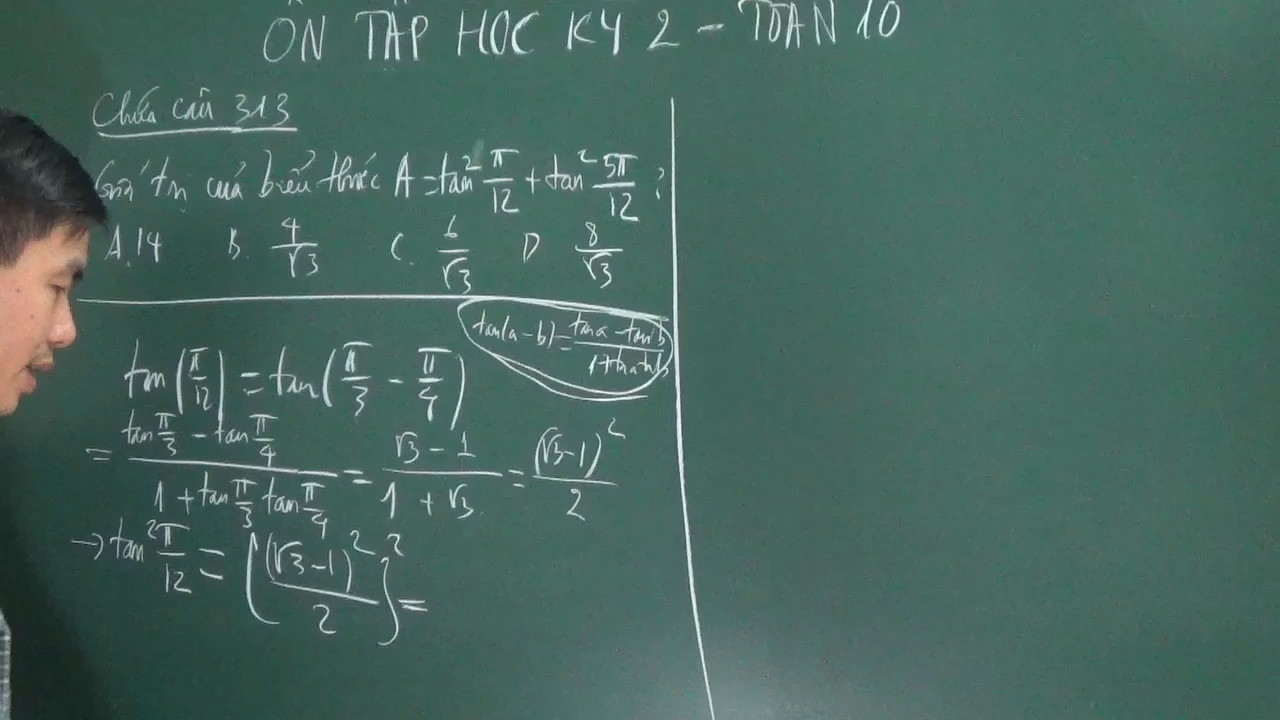 ÔN TẬP HỌC KỲ 2 - TOÁN 10
Chữa câu 313
Giá trị của biểu thức A = tan² π/12 + tan² 5π/12 ?
A. 14 B. 4/√3 C. 6/√3 D 8/√3
tan(a - b) = (tan a - tan b)/(1 + tan a tan b)
tan(π/12) = tan(π/3 - π/4)
= (tan π/3 - tan π/4)/(1 + tan π/3 tan π/4) = (√3 - 1)/(1 + √3) = (√3 - 1)²/2
→ tan² π/12 = [(√3 - 1)²/2]² =